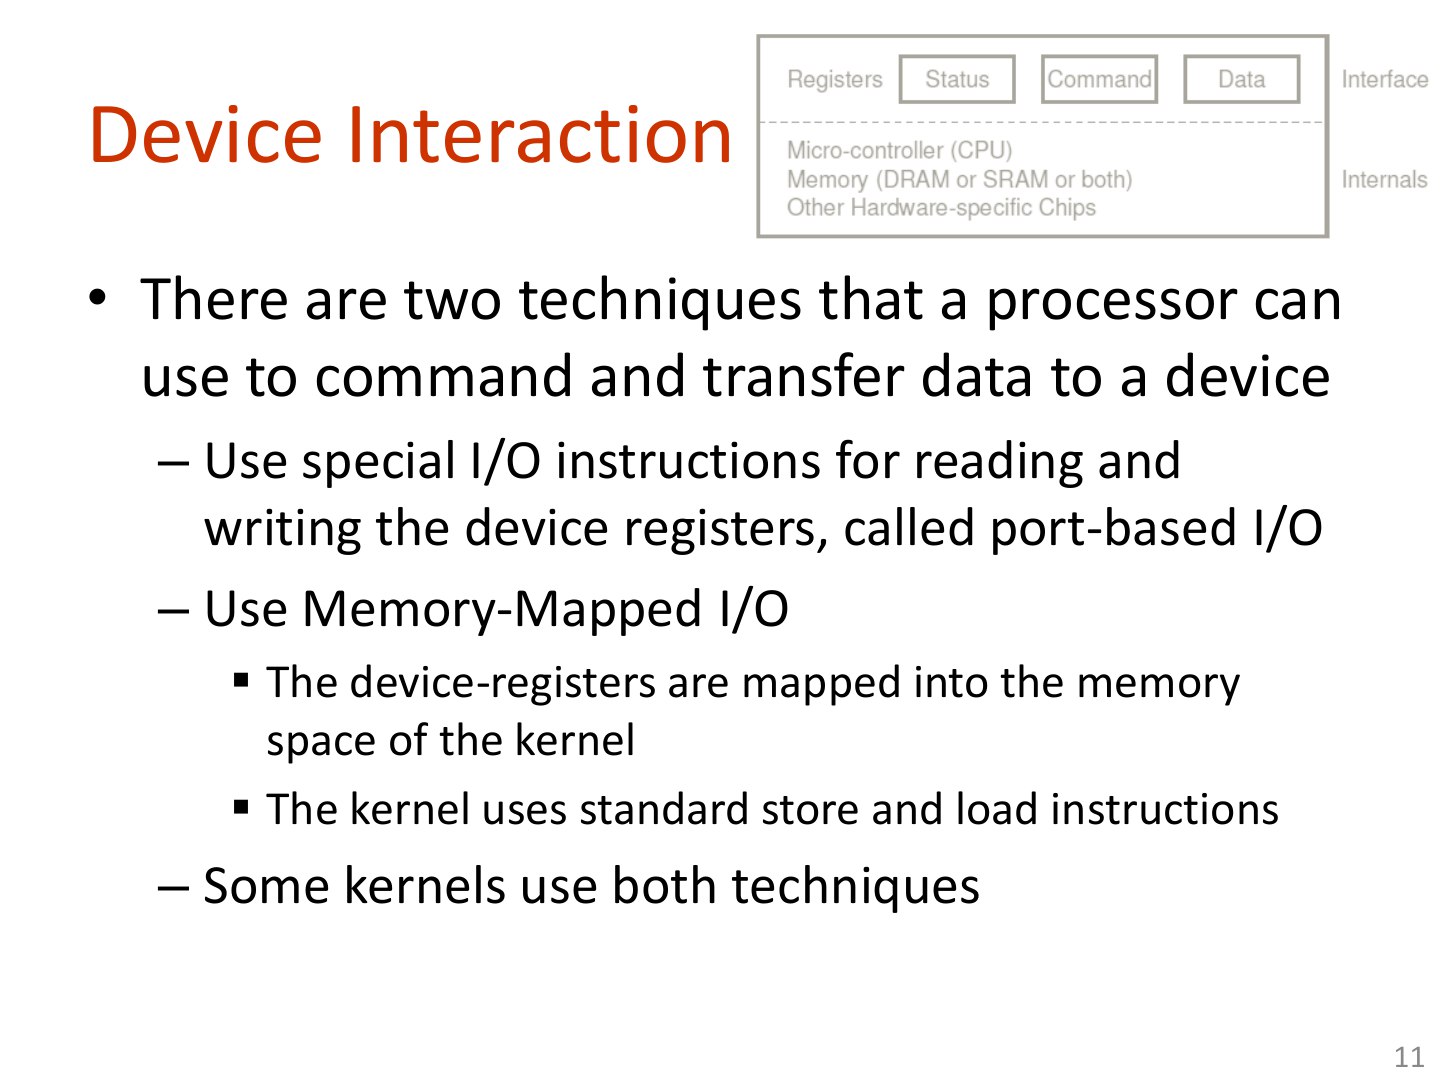 Device Interaction
Registers Status Command Data Interface
Micro-controller (CPU)
Memory (DRAM or SRAM or both) Internals
Other Hardware-specific Chips
• There are two techniques that a processor can
use to command and transfer data to a device
– Use special I/O instructions for reading and
writing the device registers, called port-based I/O
– Use Memory-Mapped I/O
▪ The device-registers are mapped into the memory
space of the kernel
▪ The kernel uses standard store and load instructions
– Some kernels use both techniques
11